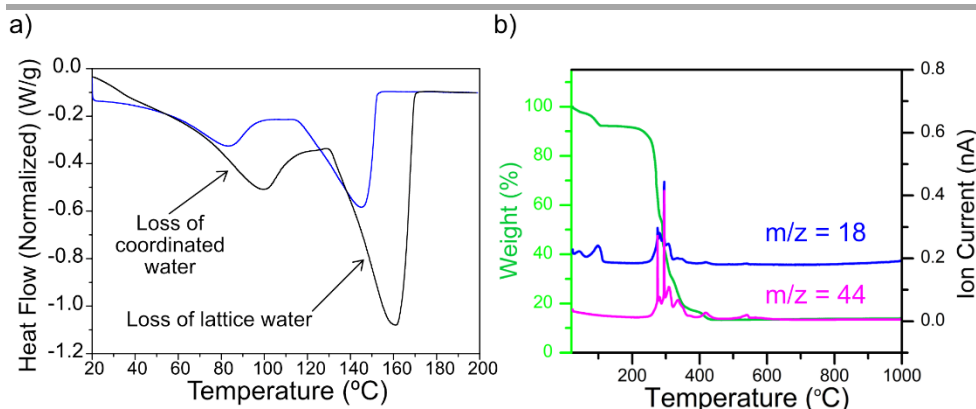 a)
b)
Heat Flow (Normalized) (W/g)
0.0
-0.2
-0.4
-0.6
-0.8
-1.0
-1.2
Loss of
coordinated
water
Loss of lattice water
20 40 60 80 100 120 140 160 180 200
Temperature (ºC)
Weight (%)
100
80
60
40
20
0
m/z = 18
m/z = 44
0.8
0.6
0.4
0.2
0.0
Ion Current (nA)
200 400 600 800 1000
Temperature (°C)